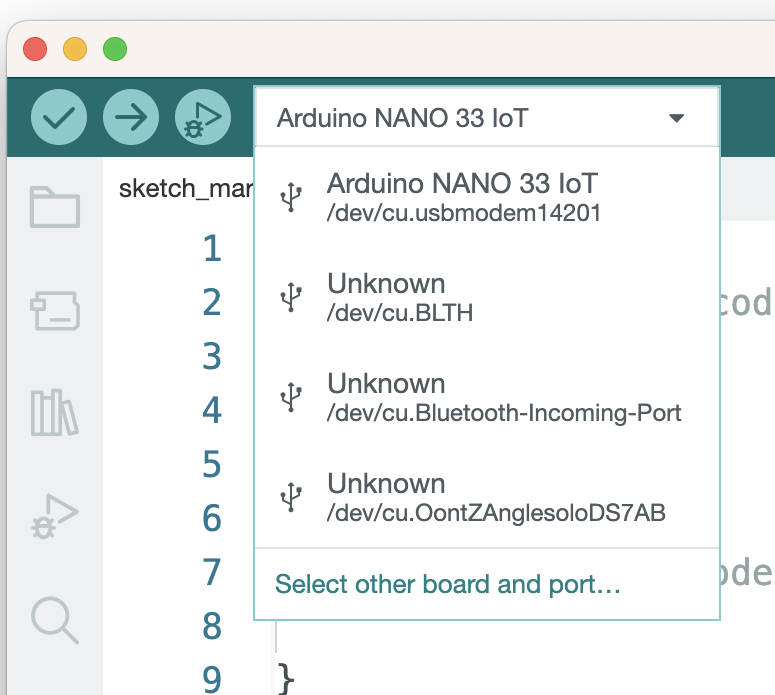 Arduino NANO 33 IoT
sketch_mar
Arduino NANO 33 IoT
/dev/cu.usbmodem14201
Unknown
/dev/cu.BLTH
Unknown
/dev/cu.Bluetooth-Incoming-Port
Unknown
/dev/cu.OontZAnglesoloDS7AB
Select other board and port...
1
2 cod
3
4
5
6
7 ode
8
9 }